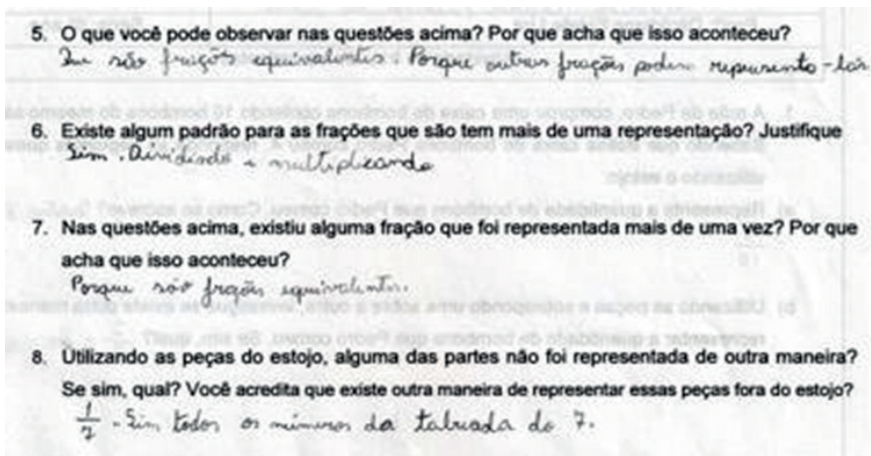 5. O que você pode observar nas questões acima? Por que acha que isso aconteceu?
Que são frações equivalentes. Porque outras frações podem representa-las
6. Existe algum padrão para as frações que são tem mais de uma representação? Justifique
Sim. Dividindo e multiplicando
7. Nas questões acima, existiu alguma fração que foi representada mais de uma vez? Por que
acha que isso aconteceu?
Porque são frações equivalentes.
8. Utilizando as peças do estojo, alguma das partes não foi representada de outra maneira?
Se sim, qual? Você acredita que existe outra maneira de representar essas peças fora do estojo?
1/7 - Sim todos os números da tabuada do 7.